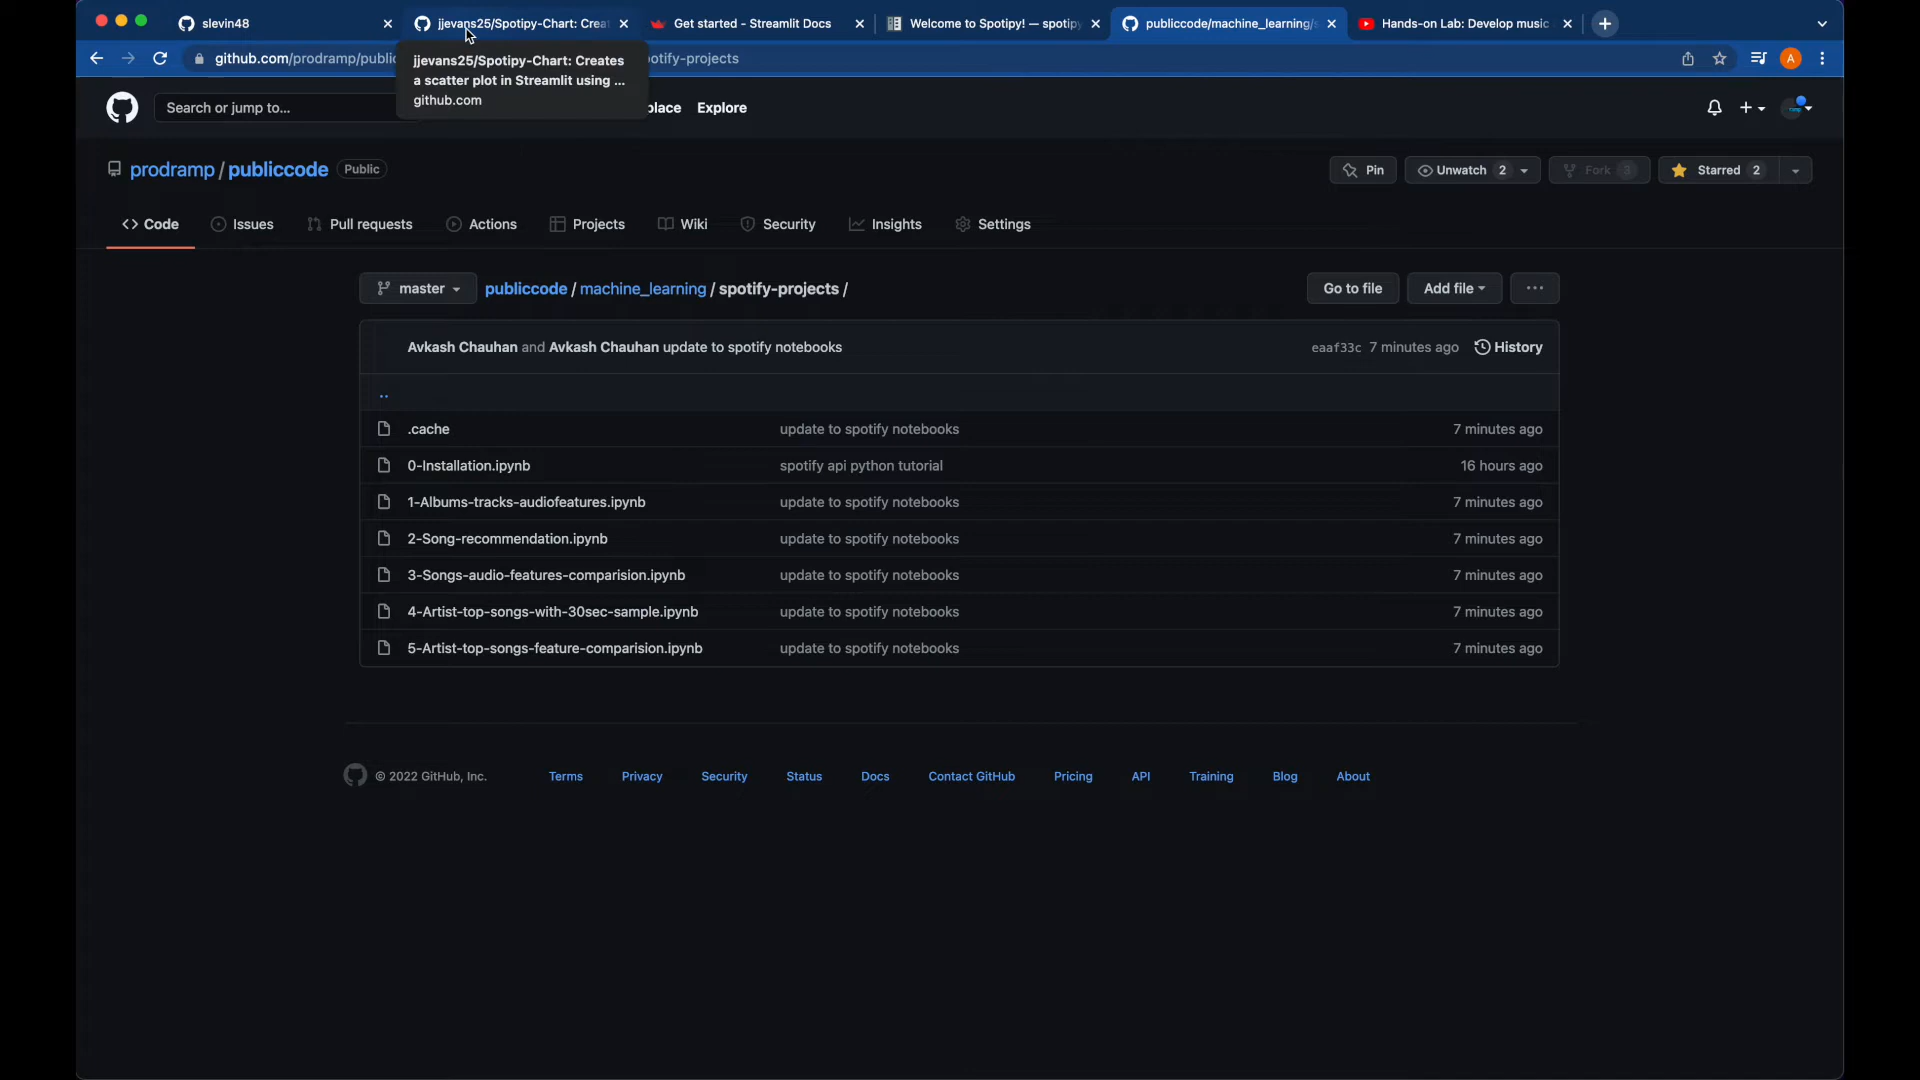 slevin48
jjevans25/Spotipy-Chart: Crea
Get started - Streamlit Docs
Welcome to Spotipy! — spotipy
publiccode/machine_learning/s
Hands-on Lab: Develop music
github.com/prodramp/public
otify-projects
A
jjevans25/Spotipy-Chart: Creates
a scatter plot in Streamlit using ...
github.com
Search or jump to...
place
Explore
prodramp / publiccode
Public
Pin
Unwatch 2
Fork 3
Starred 2
Code
Issues
Pull requests
Actions
Projects
Wiki
Security
Insights
Settings
master
publiccode / machine_learning / spotify-projects /
Go to file
Add file
...
Avkash Chauhan and Avkash Chauhan update to spotify notebooks
eaaf33c 7 minutes ago
History
..
.cache
update to spotify notebooks
7 minutes ago
0-Installation.ipynb
spotify api python tutorial
16 hours ago
1-Albums-tracks-audiofeatures.ipynb
update to spotify notebooks
7 minutes ago
2-Song-recommendation.ipynb
update to spotify notebooks
7 minutes ago
3-Songs-audio-features-comparision.ipynb
update to spotify notebooks
7 minutes ago
4-Artist-top-songs-with-30sec-sample.ipynb
update to spotify notebooks
7 minutes ago
5-Artist-top-songs-feature-comparision.ipynb
update to spotify notebooks
7 minutes ago
© 2022 GitHub, Inc.
Terms
Privacy
Security
Status
Docs
Contact GitHub
Pricing
API
Training
Blog
About